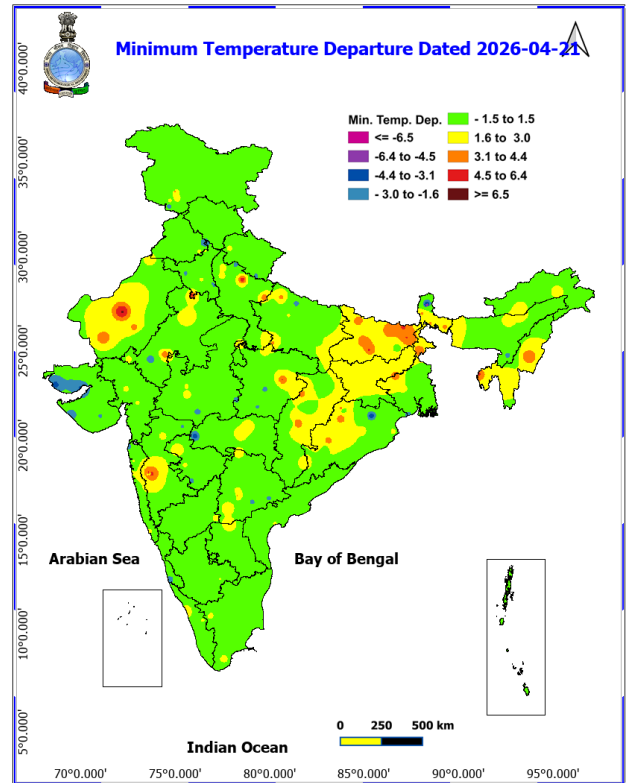 Minimum Temperature Departure Dated 2026-04-21
Min. Temp. Dep.
<= -6.5
-6.4 to -4.5
-4.4 to -3.1
- 3.0 to -1.6
- 1.5 to 1.5
1.6 to 3.0
3.1 to 4.4
4.5 to 6.4
>= 6.5
40°0.000'
35°0.000'
30°0.000'
25°0.000'
20°0.000'
15°0.000'
10°0.000'
5°0.000'
Arabian Sea
Bay of Bengal
Indian Ocean
0 250 500 km
70°0.000' 75°0.000' 80°0.000' 85°0.000' 90°0.000' 95°0.000'